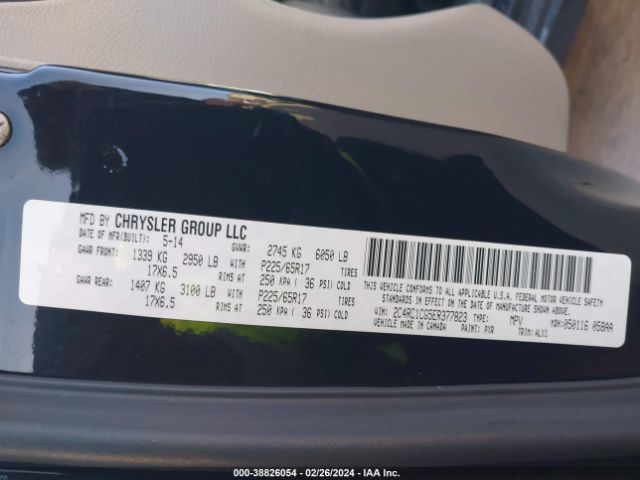 MFD BY CHRYSLER GROUP LLC
DATE OF MFR(BUILT): 5-14 GVWR: 2745 KG 6050 LB
GAWR FRONT: 1339 KG 2950 LB WITH P225/65R17 TIRES
17X6.5 RIMS AT 250 KPA ( 36 PSI) COLD
GAWR REAR: 1407 KG 3100 LB WITH P225/65R17 TIRES
17X6.5 RIMS AT 250 KPA ( 36 PSI) COLD
THIS VEHICLE CONFORMS TO ALL APPLICABLE U.S.A. FEDERAL MOTOR VEHICLE SAFETY
STANDARDS IN EFFECT ON THE DATE OF MANUFACTURE SHOWN ABOVE.
VIN: 2C4RC1CG5ER377823 TYPE: MPV MDH: 050116 05BAA
VEHICLE MADE IN CANADA PAINT: PXR TRIM: ALX1
000-38826054 - 02/26/2024 - IAA Inc.